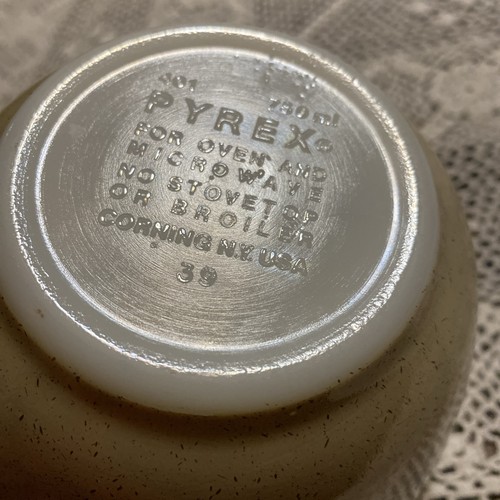 401 750 ml
PYREX®
FOR OVEN AND
MICROWAVE
NO STOVETOP
OR BROILER
CORNING N.Y. USA
39